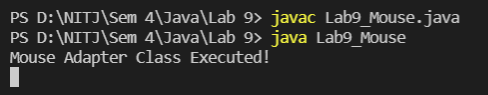 PS D:\NITJ\Sem 4\Java\Lab 9> javac Lab9_Mouse.java
PS D:\NITJ\Sem 4\Java\Lab 9> java Lab9_Mouse
Mouse Adapter Class Executed!